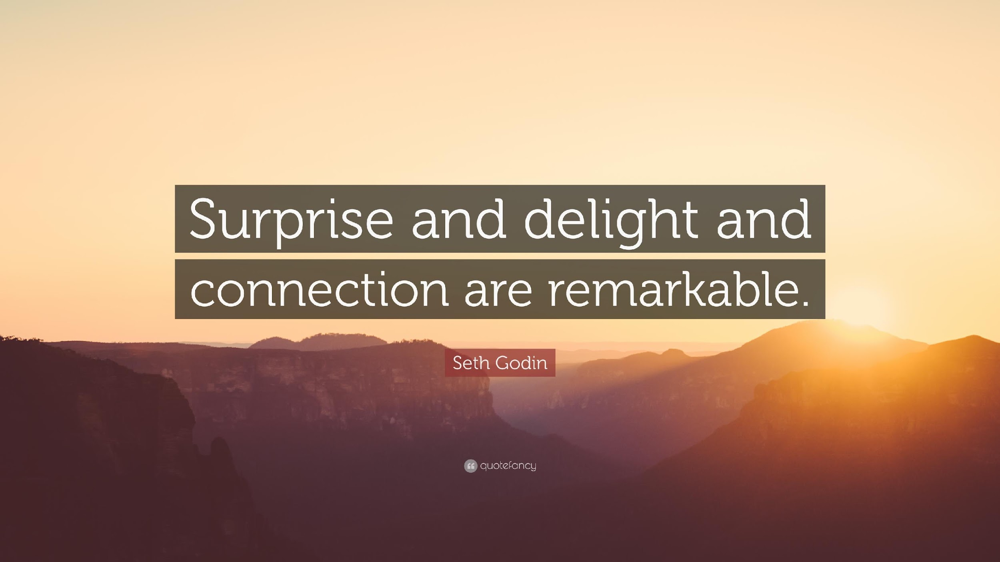 Surprise and delight and
connection are remarkable.
Seth Godin
quotefancy